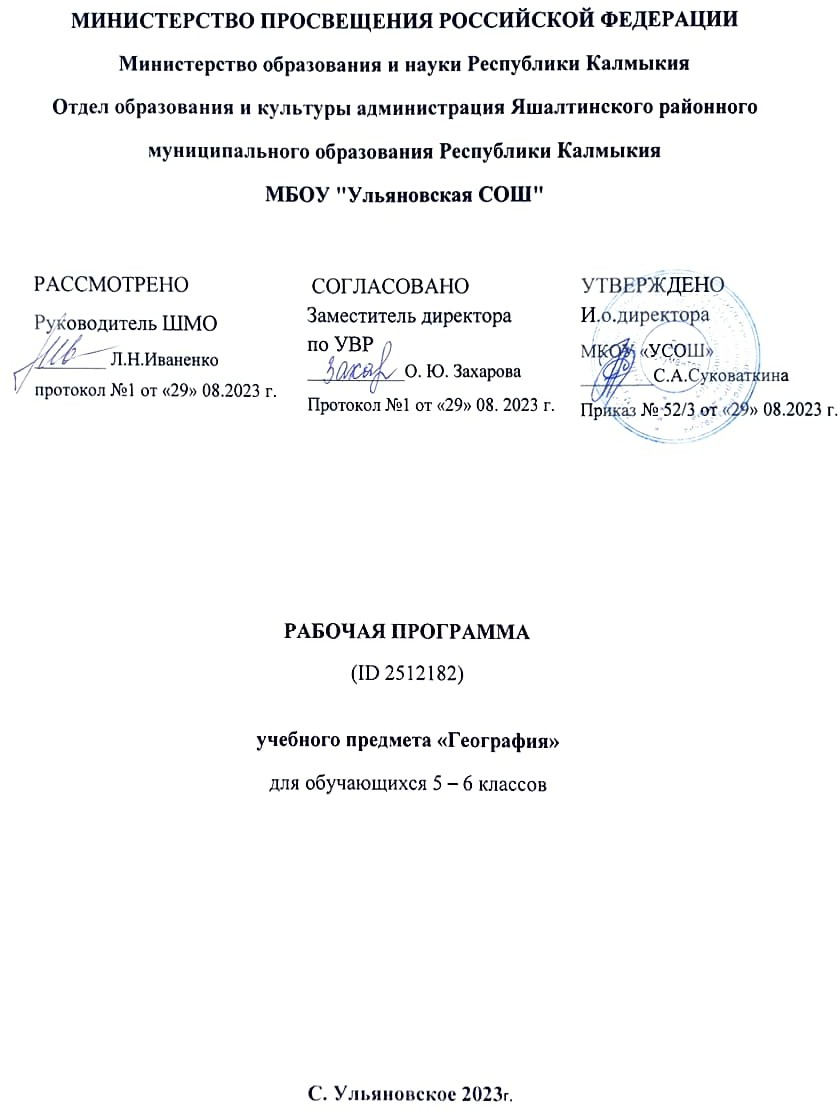 МИНИСТЕРСТВО ПРОСВЕЩЕНИЯ РОССИЙСКОЙ ФЕДЕРАЦИИ
Министерство образования и науки Республики Калмыкия
Отдел образования и культуры администрация Яшалтинского районного
муниципального образования Республики Калмыкия
МБОУ "Ульяновская СОШ"
РАССМОТРЕНО
Руководитель ШМО
Л.Н.Иваненко
протокол №1 от «29» 08.2023 г.
СОГЛАСОВАНО
Заместитель директора
по УВР
Захар О. Ю. Захарова
Протокол №1 от «29» 08. 2023 г.
УТВЕРЖДЕНО
И.о.директора
МКОУ «УСОШ»
С.А.Суковаткина
Приказ № 52/3 от «29» 08.2023 г.
РАБОЧАЯ ПРОГРАММА
(ID 2512182)
учебного предмета «География»
для обучающихся 5 – 6 классов
С. Ульяновское 2023г.